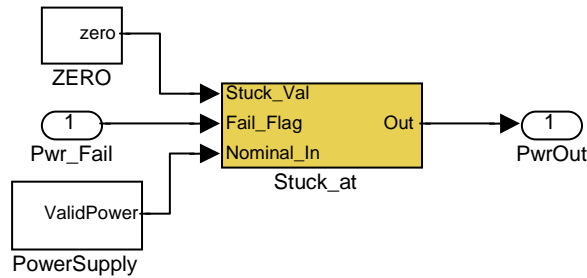 zero
ZERO
1
Pwr_Fail
ValidPower
PowerSupply
Stuck_Val
Fail_Flag
Nominal_In
Out
Stuck_at
1
PwrOut